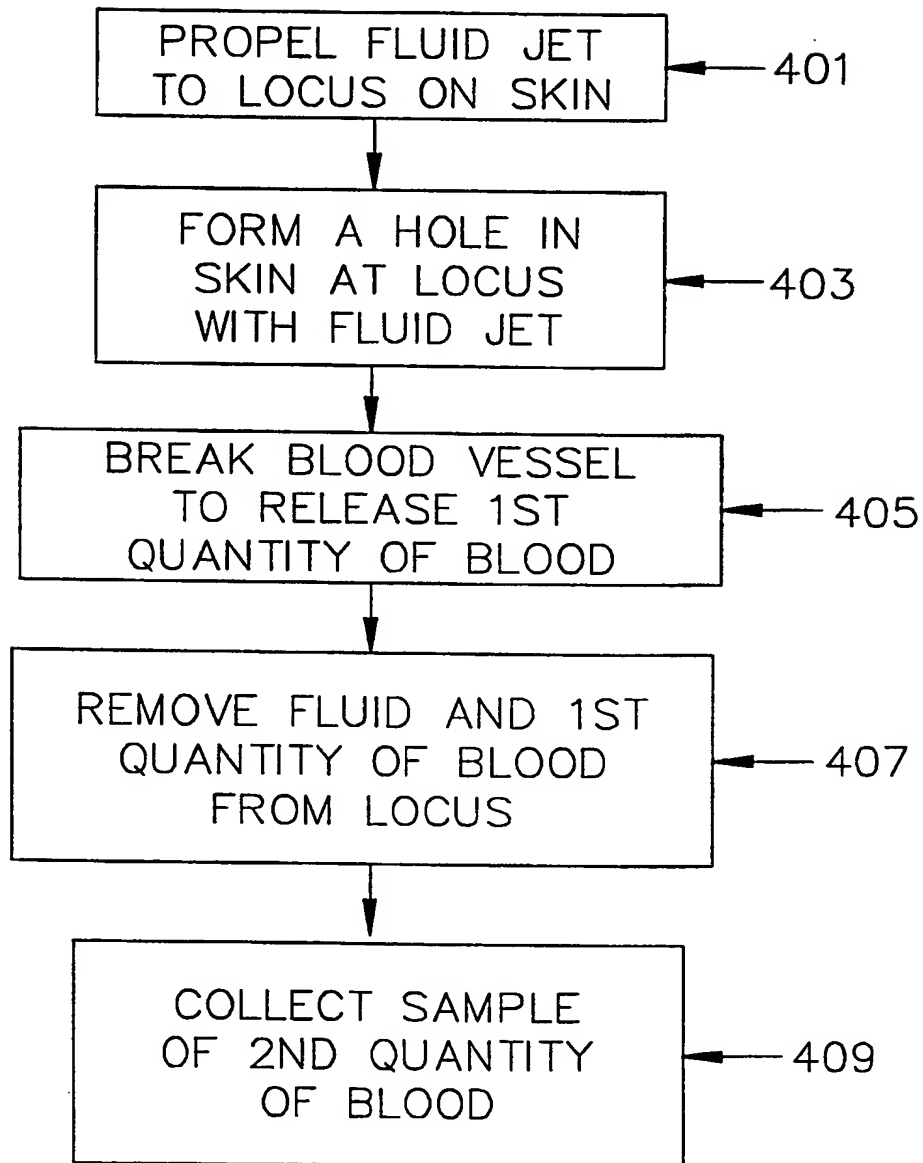 PROPEL FLUID JET
TO LOCUS ON SKIN
401
FORM A HOLE IN
SKIN AT LOCUS
WITH FLUID JET
403
BREAK BLOOD VESSEL
TO RELEASE 1ST
QUANTITY OF BLOOD
405
REMOVE FLUID AND 1ST
QUANTITY OF BLOOD
FROM LOCUS
407
COLLECT SAMPLE
OF 2ND QUANTITY
OF BLOOD
409